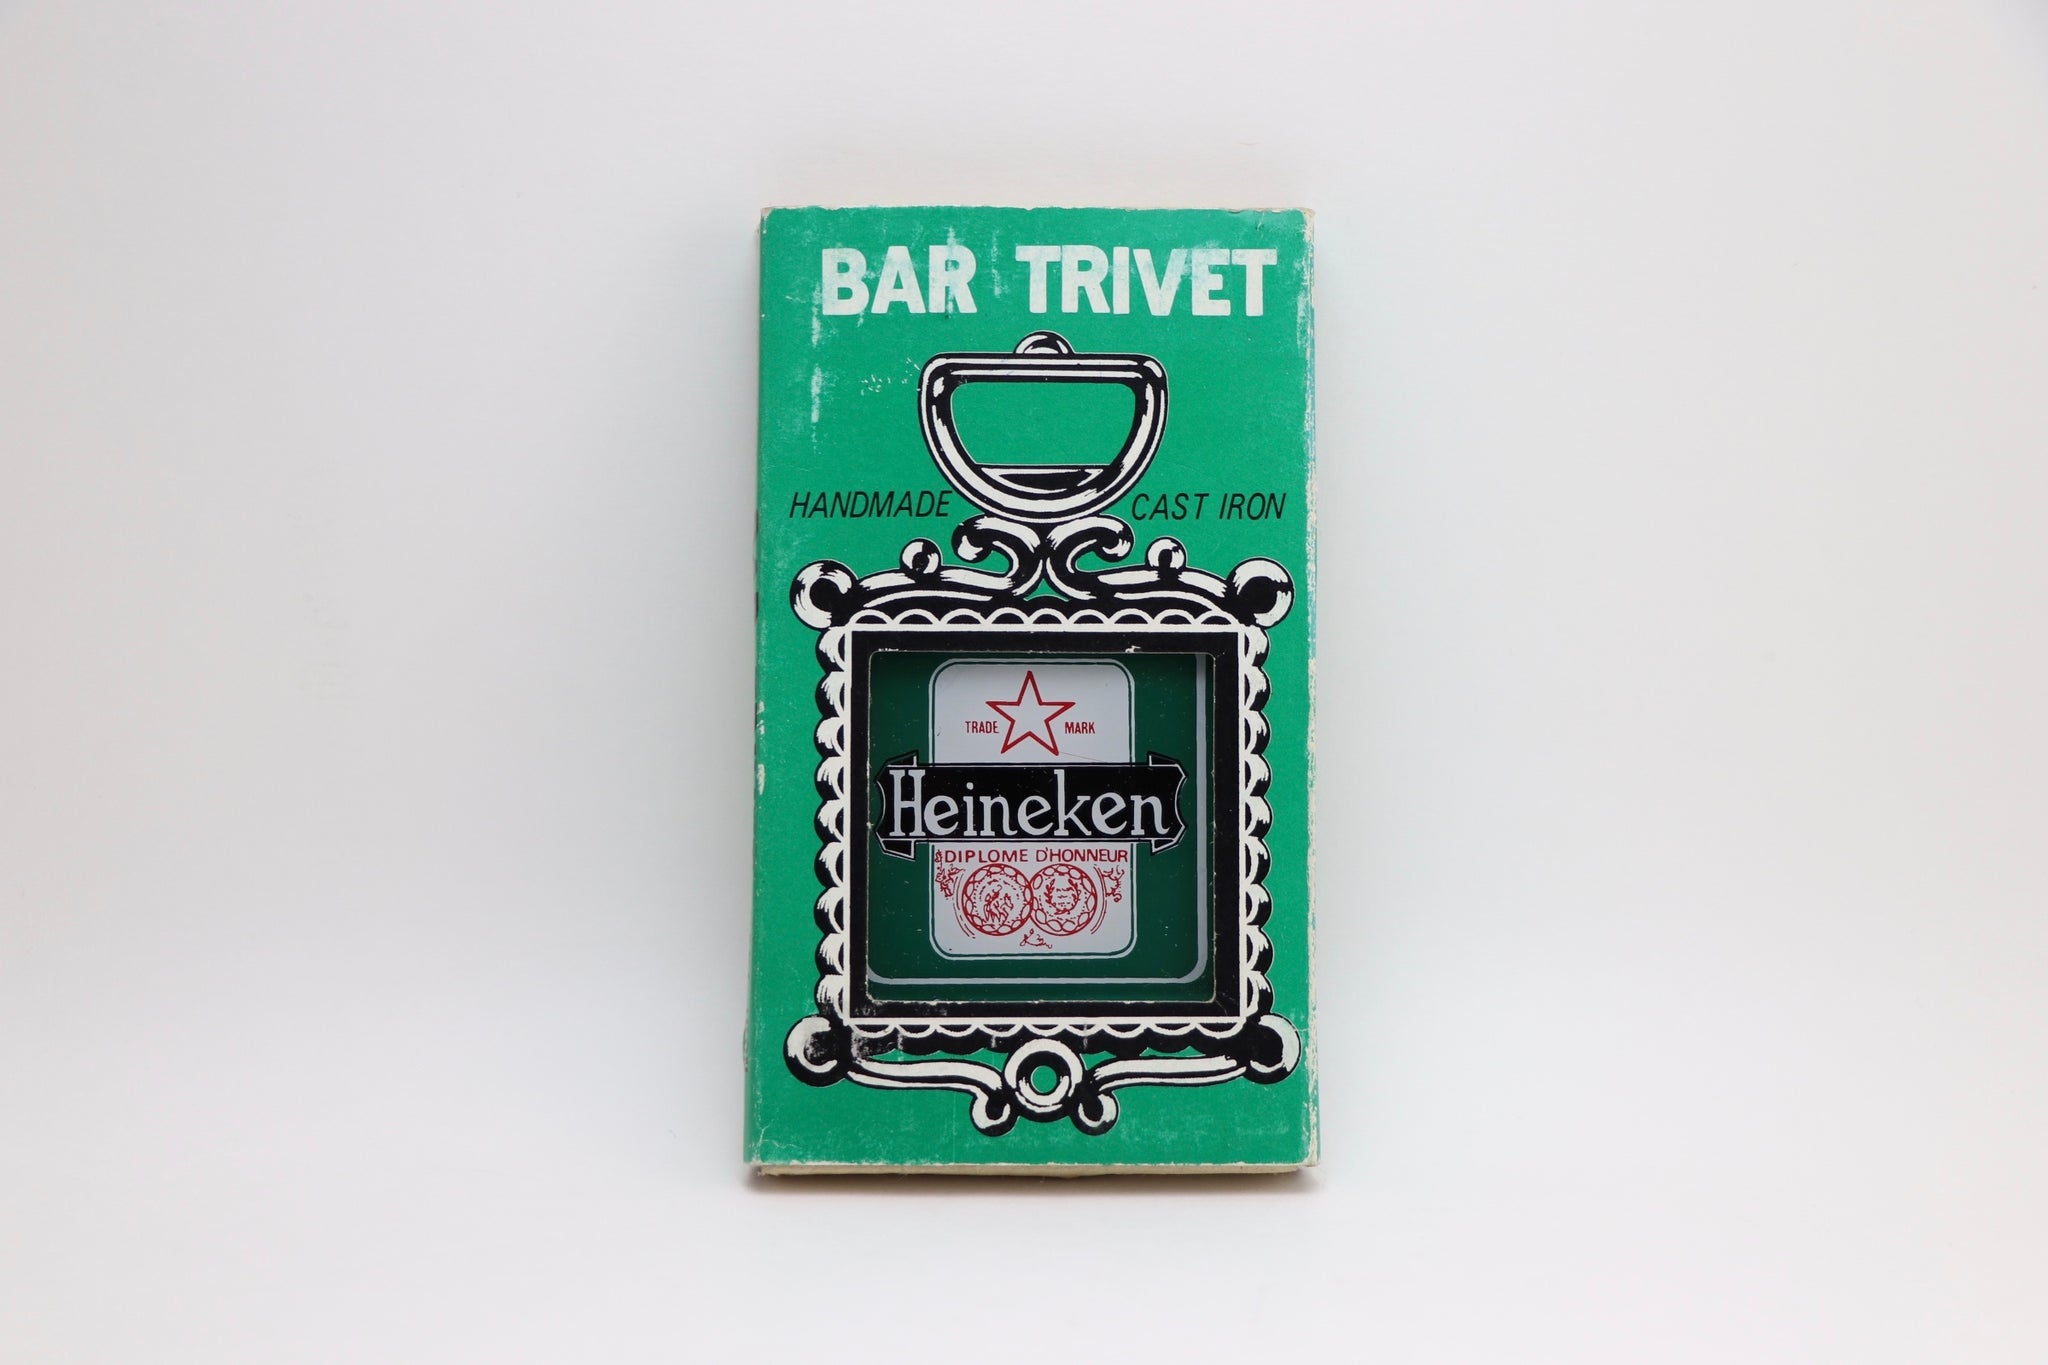 BAR TRIVET
HANDMADE CAST IRON
TRADE MARK
Heineken
DIPLOME D'HONNEUR